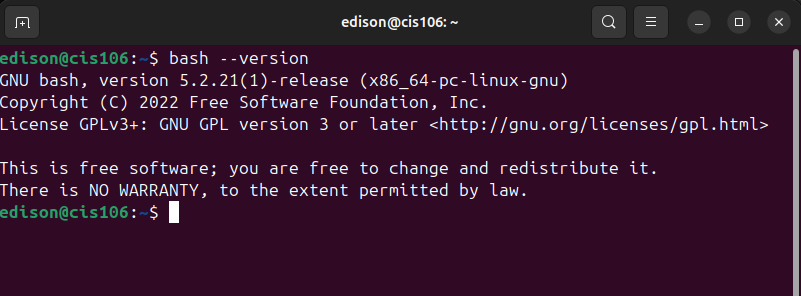 edison@cis106: ~
edison@cis106:~$ bash --version
GNU bash, version 5.2.21(1)-release (x86_64-pc-linux-gnu)
Copyright (C) 2022 Free Software Foundation, Inc.
License GPLv3+: GNU GPL version 3 or later <http://gnu.org/licenses/gpl.html>

This is free software; you are free to change and redistribute it.
There is NO WARRANTY, to the extent permitted by law.
edison@cis106:~$